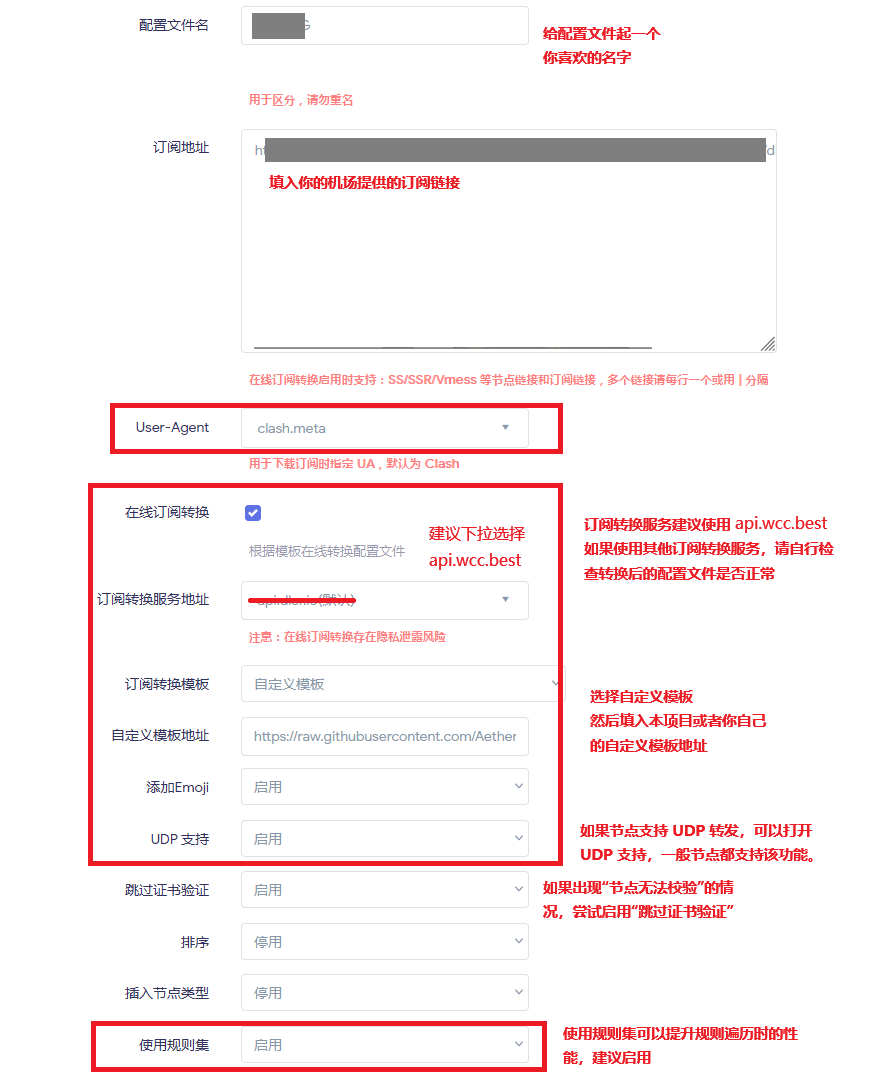 配置文件名
给配置文件起一个
你喜欢的名字
用于区分，请勿重名
订阅地址
填入你的机场提供的订阅链接
在线订阅转换启用时支持：SS/SSR/Vmess 等节点链接和订阅链接，多个链接请每行一个或用 | 分隔
User-Agent
clash.meta
用于下载订阅时指定 UA，默认为 Clash
在线订阅转换
根据模板在线转换配置文件
建议下拉选择
api.wcc.best
订阅转换服务建议使用 api.wcc.best
如果使用其他订阅转换服务，请自行检
查转换后的配置文件是否正常
订阅转换服务地址
(默认)
注意：在线订阅转换存在隐私泄露风险
订阅转换模板
自定义模板
选择自定义模板
然后填入本项目或者你自己
的自定义模板地址
自定义模板地址
https://raw.githubusercontent.com/Aether
添加Emoji
启用
UDP 支持
启用
如果节点支持 UDP 转发，可以打开
UDP 支持，一般节点都支持该功能。
跳过证书验证
启用
如果出现“节点无法校验”的情
况，尝试启用“跳过证书验证”
排序
停用
插入节点类型
停用
使用规则集
启用
使用规则集可以提升规则遍历时的性
能，建议启用